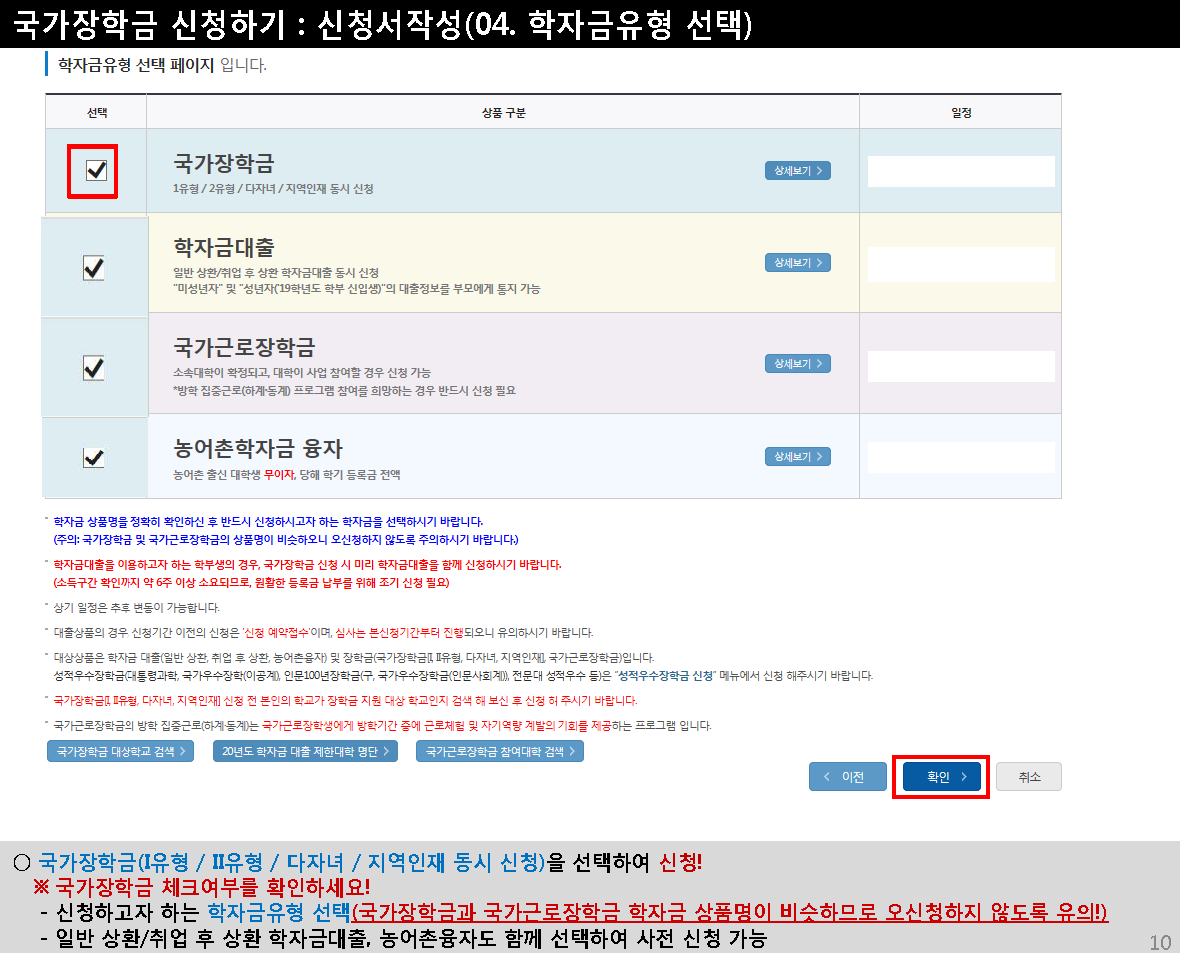 국가장학금 신청하기 : 신청서작성(04. 학자금유형 선택)
학자금유형 선택 페이지 입니다.
선택 상품 구분 일정
국가장학금
1유형 / 2유형 / 다자녀 / 지역인재 동시 신청
상세보기 >
학자금대출
일반 상환/취업 후 상환 학자금대출 동시 신청
"미성년자" 및 "성년자('19학년도 학부 신입생)"의 대출정보를 부모에게 통지 가능
상세보기 >
국가근로장학금
소속대학이 확정되고, 대학이 사업 참여할 경우 신청 가능
*방학 집중근로(하계·동계) 프로그램 참여를 희망하는 경우 반드시 신청 필요
상세보기 >
농어촌학자금 융자
농어촌 출신 대학생 무이자, 당해 학기 등록금 전액
상세보기 >
학자금 상품명을 정확히 확인하신 후 반드시 신청하시고자 하는 학자금을 선택하시기 바랍니다.
(주의: 국가장학금 및 국가근로장학금의 상품명이 비슷하오니 오신청하지 않도록 주의하시기 바랍니다.)
학자금대출을 이용하고자 하는 학부생의 경우, 국가장학금 신청 시 미리 학자금대출을 함께 신청하시기 바랍니다.
(소득구간 확인까지 약 6주 이상 소요되므로, 원활한 등록금 납부를 위해 조기 신청 필요)
상기 일정은 추후 변동이 가능합니다.
대출상품의 경우 신청기간 이전의 신청은 '신청 예약접수'이며, 심사는 본신청기간부터 진행되오니 유의하시기 바랍니다.
대상상품은 학자금 대출(일반 상환, 취업 후 상환, 농어촌융자) 및 장학금(국가장학금[I, II유형, 다자녀, 지역인재], 국가근로장학금)입니다.
성적우수장학금(대통령과학, 국가우수장학(이공계), 인문100년장학금(구, 국가우수장학금(인문사회계)), 전문대 성적우수 등)은 "성적우수장학금 신청" 메뉴에서 신청 해주시기 바랍니다.
국가장학금[I, II유형, 다자녀, 지역인재] 신청 전 본인의 학교가 장학금 지원 대상 학교인지 검색 해 보신 후 신청 해 주시기 바랍니다.
국가근로장학금의 방학 집중근로(하계·동계)는 국가근로장학생에게 방학기간 중에 근로체험 및 자기역량 계발의 기회를 제공하는 프로그램 입니다.
국가장학금 대상학교 검색 > 20년도 학자금 대출 제한대학 명단 > 국가근로장학금 참여대학 검색 >
< 이전 확인 > 취소
○ 국가장학금(I유형 / II유형 / 다자녀 / 지역인재 동시 신청)을 선택하여 신청!
※ 국가장학금 체크여부를 확인하세요!
- 신청하고자 하는 학자금유형 선택(국가장학금과 국가근로장학금 학자금 상품명이 비슷하므로 오신청하지 않도록 유의!)
- 일반 상환/취업 후 상환 학자금대출, 농어촌융자도 함께 선택하여 사전 신청 가능
10